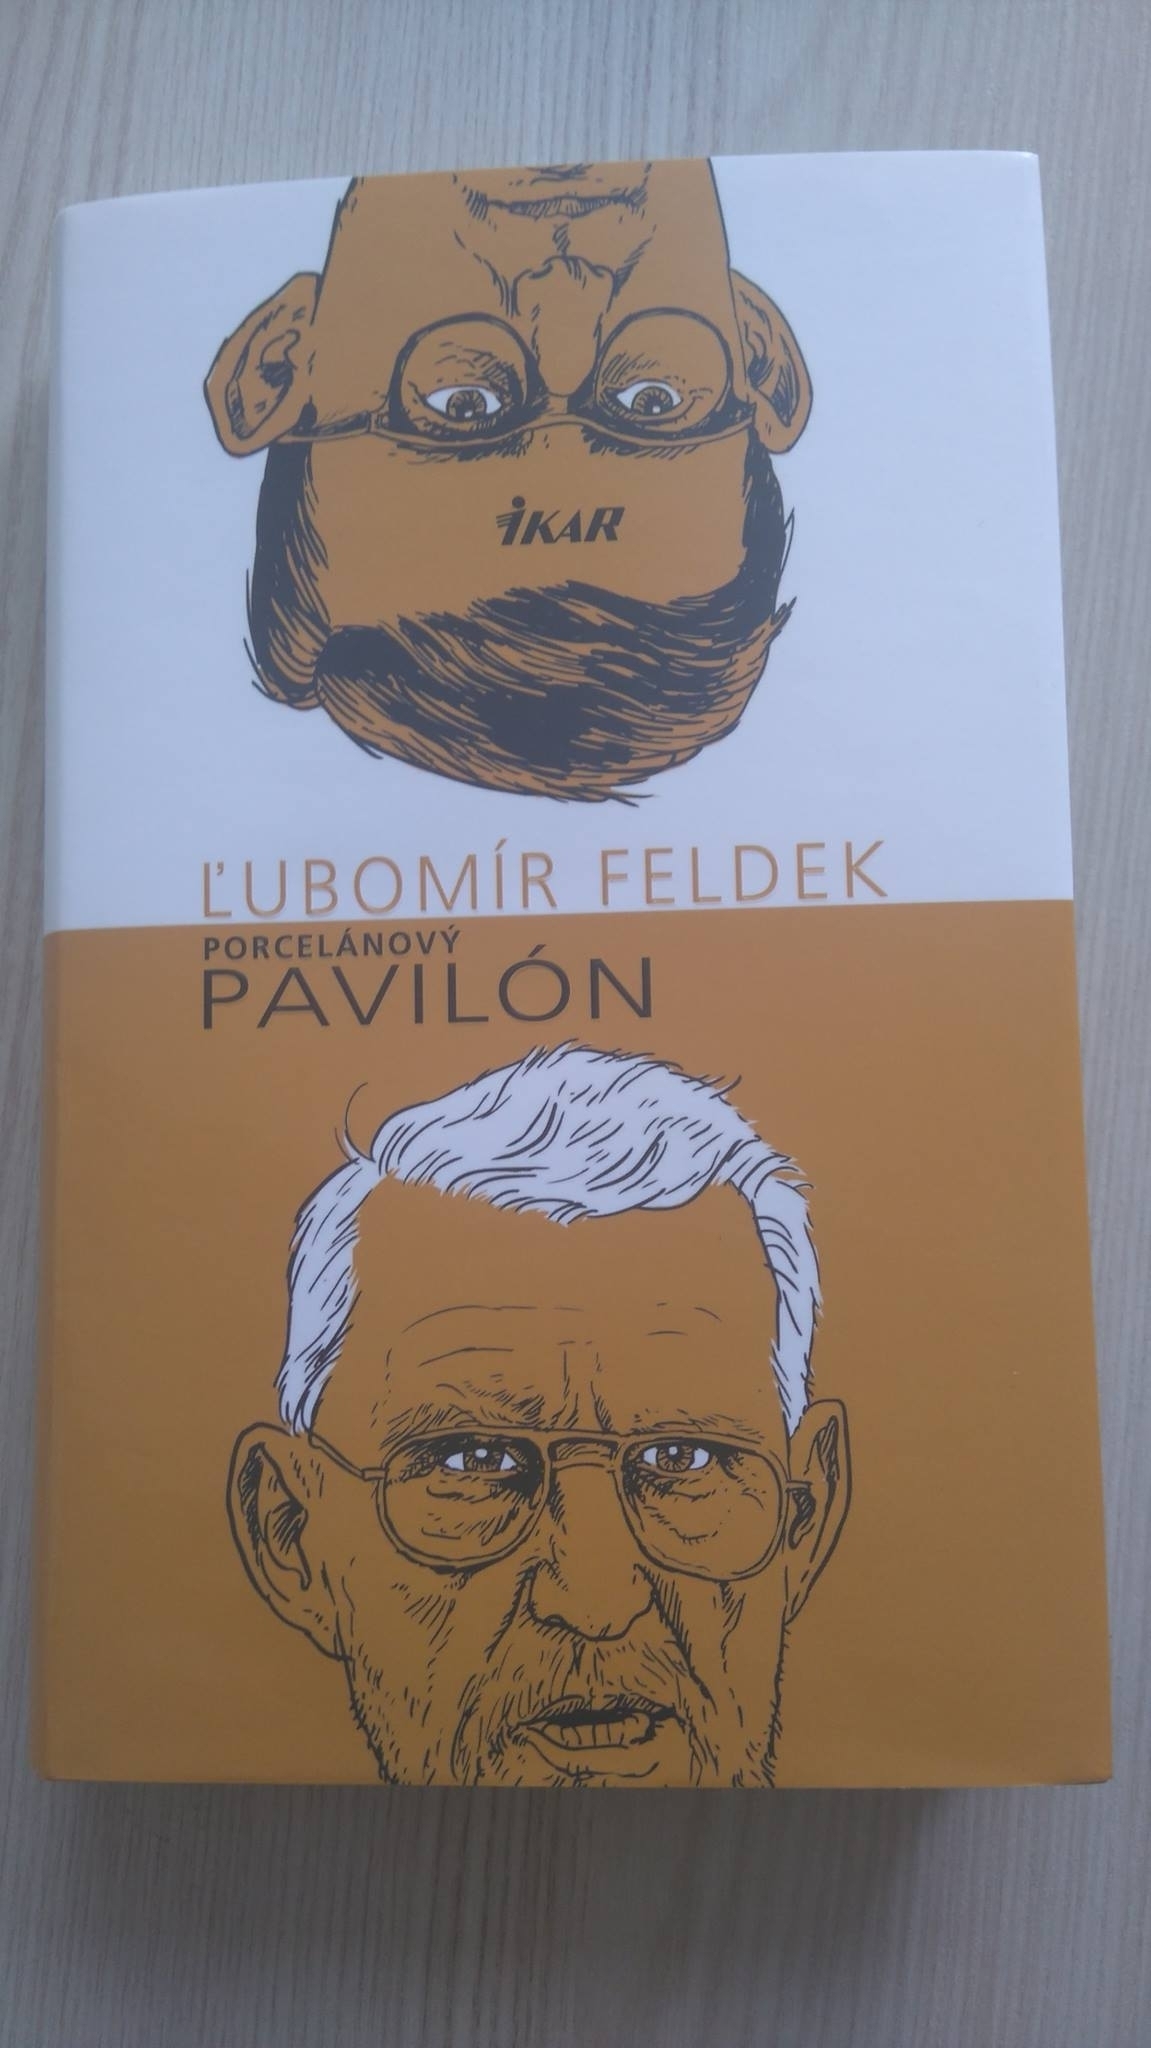 iKAR
ĽUBOMÍR FELDEK
PORCELÁNOVÝ
PAVILÓN